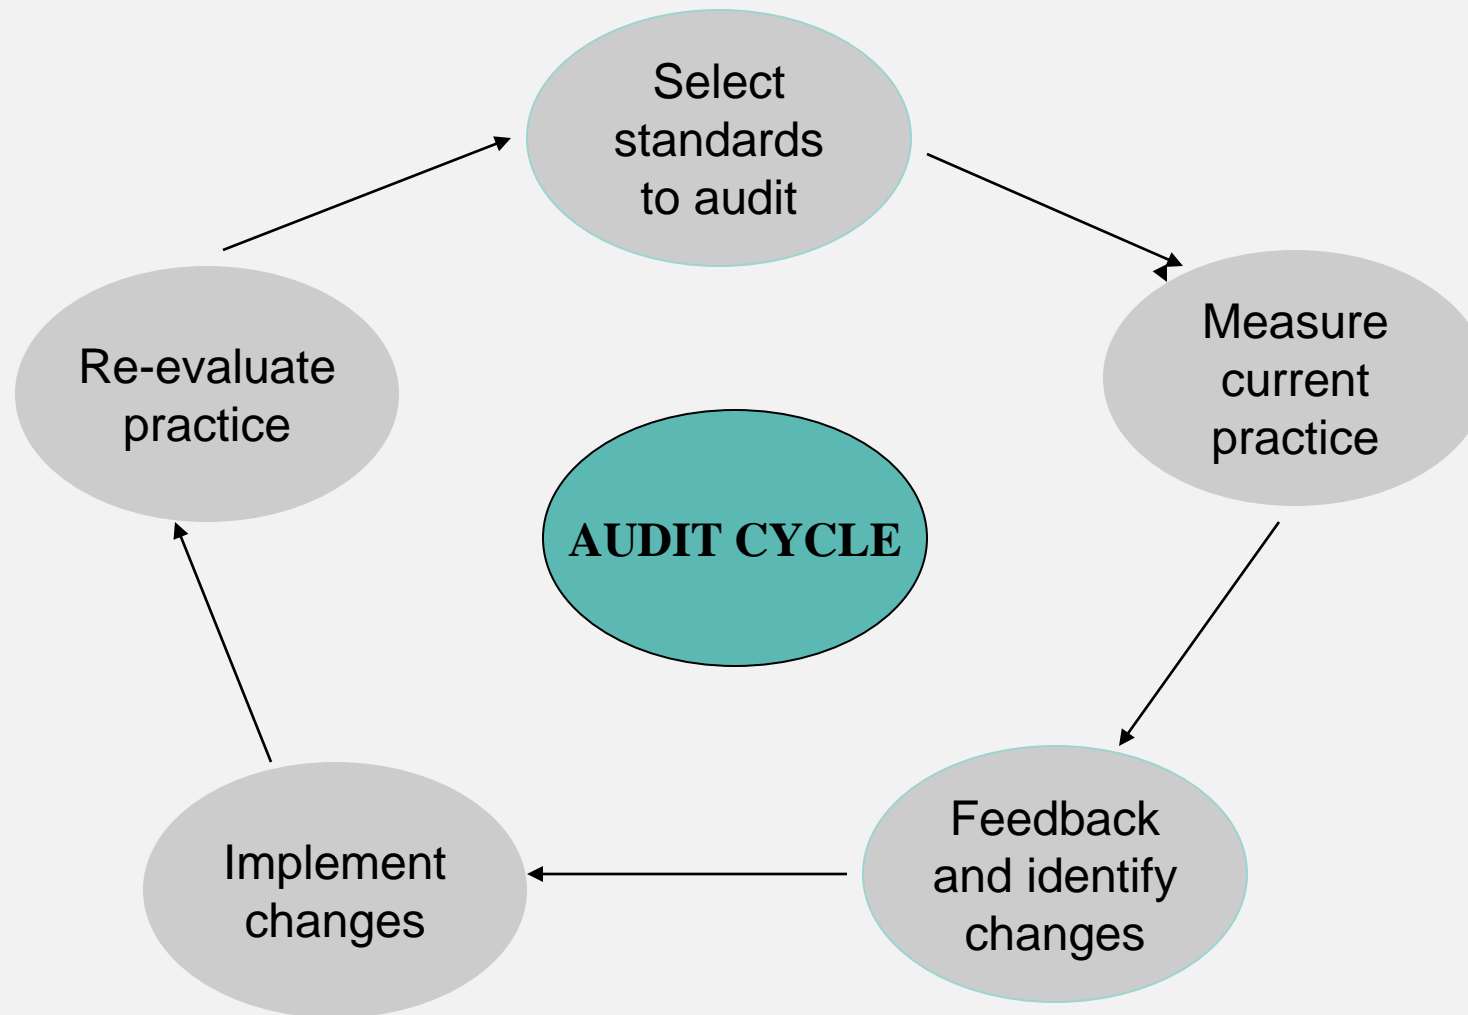 Select
standards
to audit
Measure
current
practice
Feedback
and identify
changes
Implement
changes
Re-evaluate
practice
AUDIT CYCLE